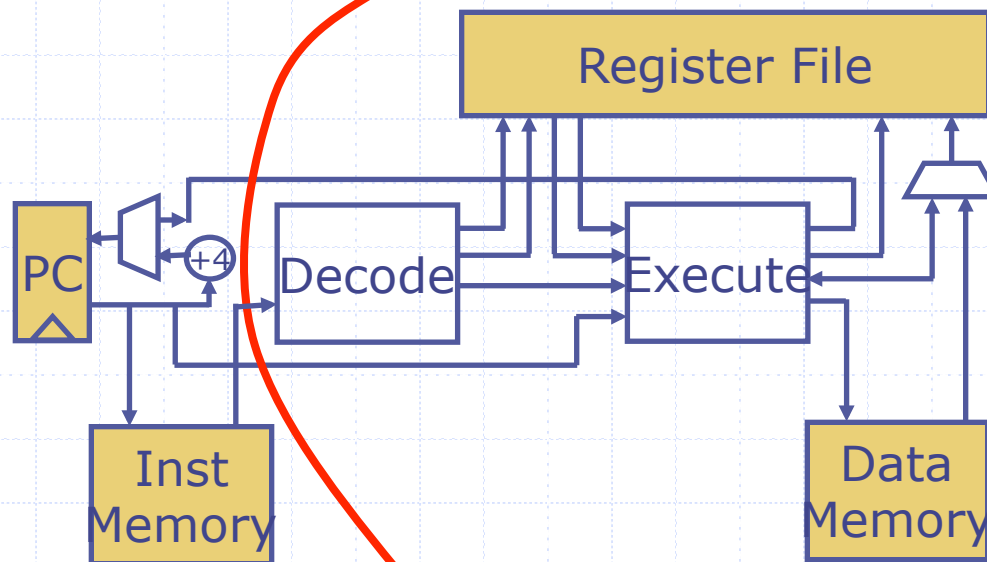 Register File
PC
+4
Decode
Execute
Inst
Memory
Data
Memory